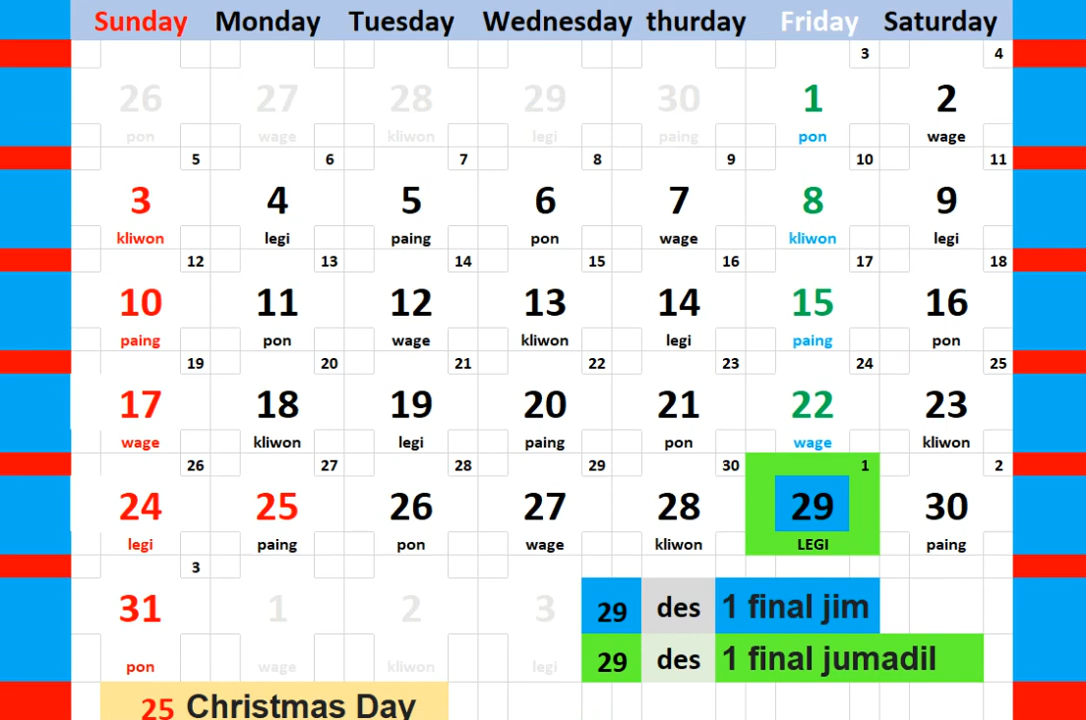 Sunday Monday Tuesday Wednesday thurday Friday Saturday
3 4
26 27 28 29 30 1 2
pon wage kliwon legi paing pon wage
5 6 7 8 9 10 11
3 4 5 6 7 8 9
kliwon legi paing pon wage kliwon legi
12 13 14 15 16 17 18
10 11 12 13 14 15 16
paing pon wage kliwon legi paing pon
19 20 21 22 23 24 25
17 18 19 20 21 22 23
wage kliwon legi paing pon wage kliwon
26 27 28 29 30 1 2
24 25 26 27 28 29 30
legi paing pon wage kliwon LEGI paing
3
31 1 2 3 29 des 1 final jim
pon wage kliwon legi 29 des 1 final jumadil
25 Christmas Day